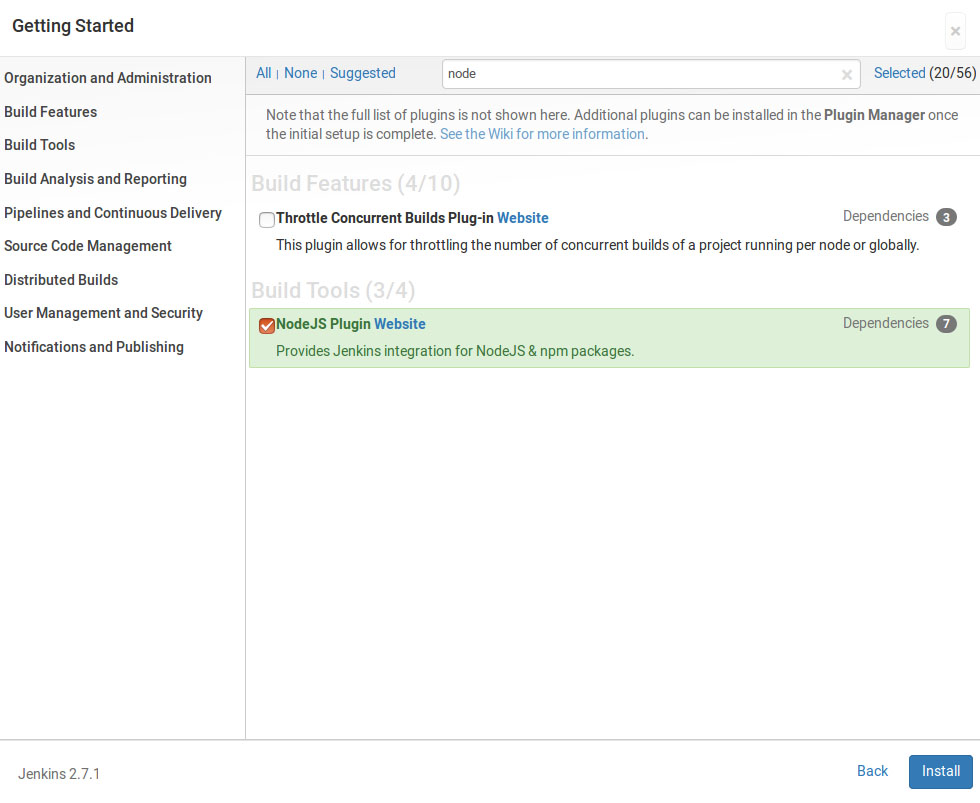 Getting Started
×
Organization and Administration
Build Features
Build Tools
Build Analysis and Reporting
Pipelines and Continuous Delivery
Source Code Management
Distributed Builds
User Management and Security
Notifications and Publishing
All | None | Suggested
node ×
Selected (20/56)
Note that the full list of plugins is not shown here. Additional plugins can be installed in the Plugin Manager once
the initial setup is complete. See the Wiki for more information.
Build Features (4/10)
Throttle Concurrent Builds Plug-in Website Dependencies 3
This plugin allows for throttling the number of concurrent builds of a project running per node or globally.
Build Tools (3/4)
NodeJS Plugin Website Dependencies 7
Provides Jenkins integration for NodeJS & npm packages.
Jenkins 2.7.1
Back Install